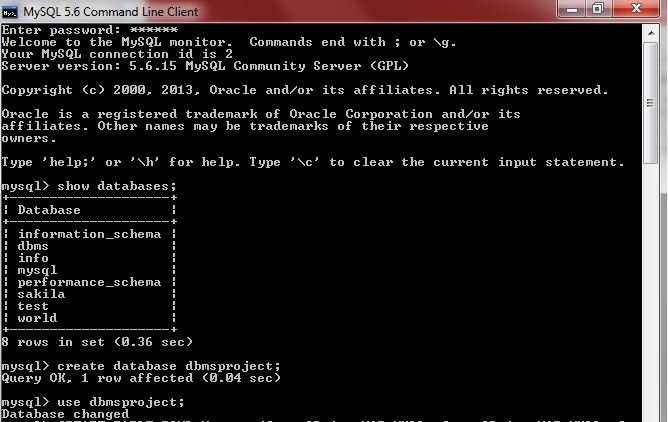 MySQL 5.6 Command Line Client
Enter password: ******
Welcome to the MySQL monitor.  Commands end with ; or \g.
Your MySQL connection id is 2
Server version: 5.6.15 MySQL Community Server (GPL)
Copyright (c) 2000, 2013, Oracle and/or its affiliates. All rights reserved.
Oracle is a registered trademark of Oracle Corporation and/or its
affiliates. Other names may be trademarks of their respective
owners.
Type 'help;' or '\h' for help. Type '\c' to clear the current input statement.
mysql> show databases;
+--------------------+
| Database           |
+--------------------+
| information_schema |
| dbms               |
| info               |
| mysql              |
| performance_schema |
| sakila             |
| test               |
| world              |
+--------------------+
8 rows in set (0.36 sec)
mysql> create database dbmsproject;
Query OK, 1 row affected (0.04 sec)
mysql> use dbmsproject;
Database changed